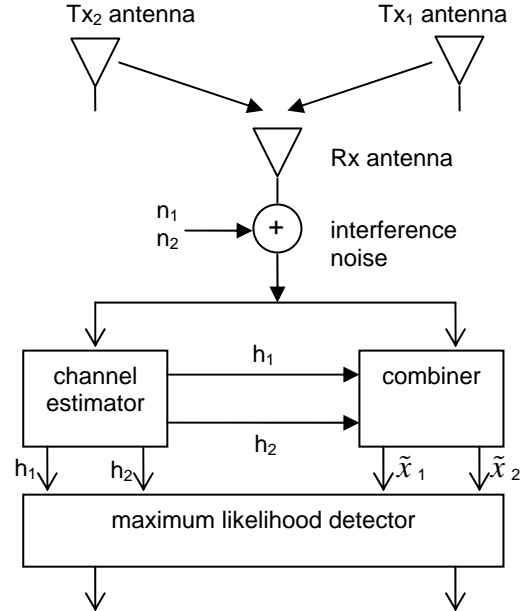 Tx₂ antenna
Tx₁ antenna
Rx antenna
n₁
n₂
+
interference
noise
channel
estimator
h₁
h₂
combiner
h₁
h₂
x̃ ₁
x̃ ₂
maximum likelihood detector